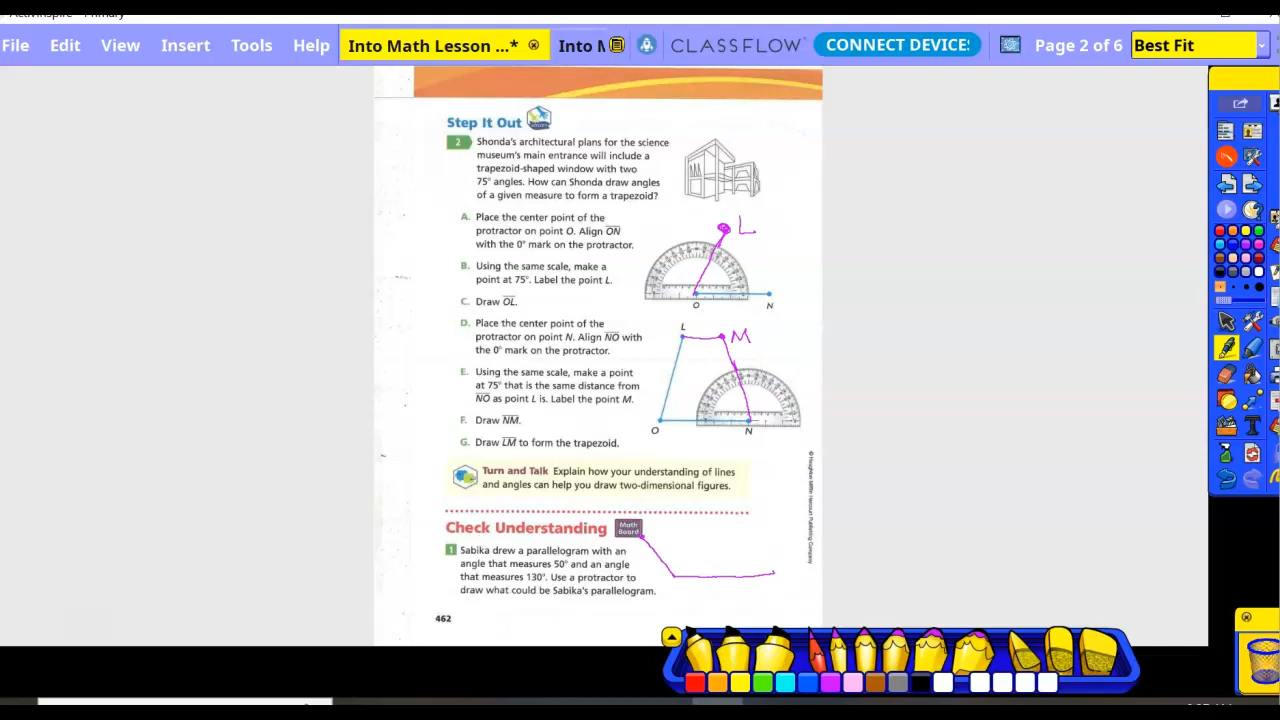 File Edit View Insert Tools Help Into Math Lesson ...* Into M CLASSFLOW CONNECT DEVICES Page 2 of 6 Best Fit
Step It Out
2 Shonda's architectural plans for the science
museum's main entrance will include a
trapezoid-shaped window with two
75° angles. How can Shonda draw angles
of a given measure to form a trapezoid?
A. Place the center point of the
protractor on point O. Align ON
with the 0° mark on the protractor.
B. Using the same scale, make a
point at 75°. Label the point L.
C. Draw OL.
L
O N
D. Place the center point of the
protractor on point N. Align NO with
the 0° mark on the protractor.
E. Using the same scale, make a point
at 75° that is the same distance from
NO as point L is. Label the point M.
F. Draw NM.
G. Draw LM to form the trapezoid.
L M
O N
Turn and Talk Explain how your understanding of lines
and angles can help you draw two-dimensional figures.
Check Understanding Math
Board
1 Sabika drew a parallelogram with an
angle that measures 50° and an angle
that measures 130°. Use a protractor to
draw what could be Sabika's parallelogram.
462
© Houghton Mifflin Harcourt Publishing Company